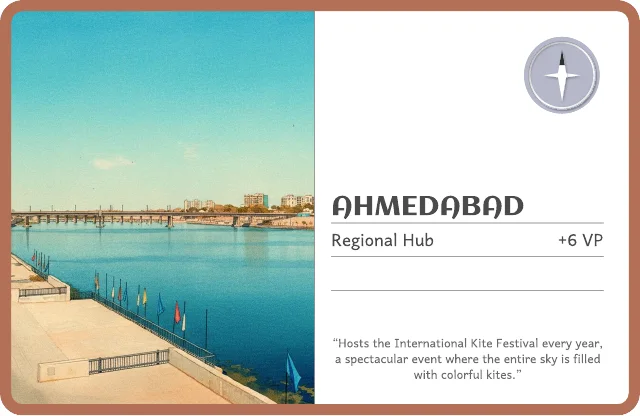 AHMEDABAD
Regional Hub +6 VP
“Hosts the International Kite Festival every year,
a spectacular event where the entire sky is filled
with colorful kites.”